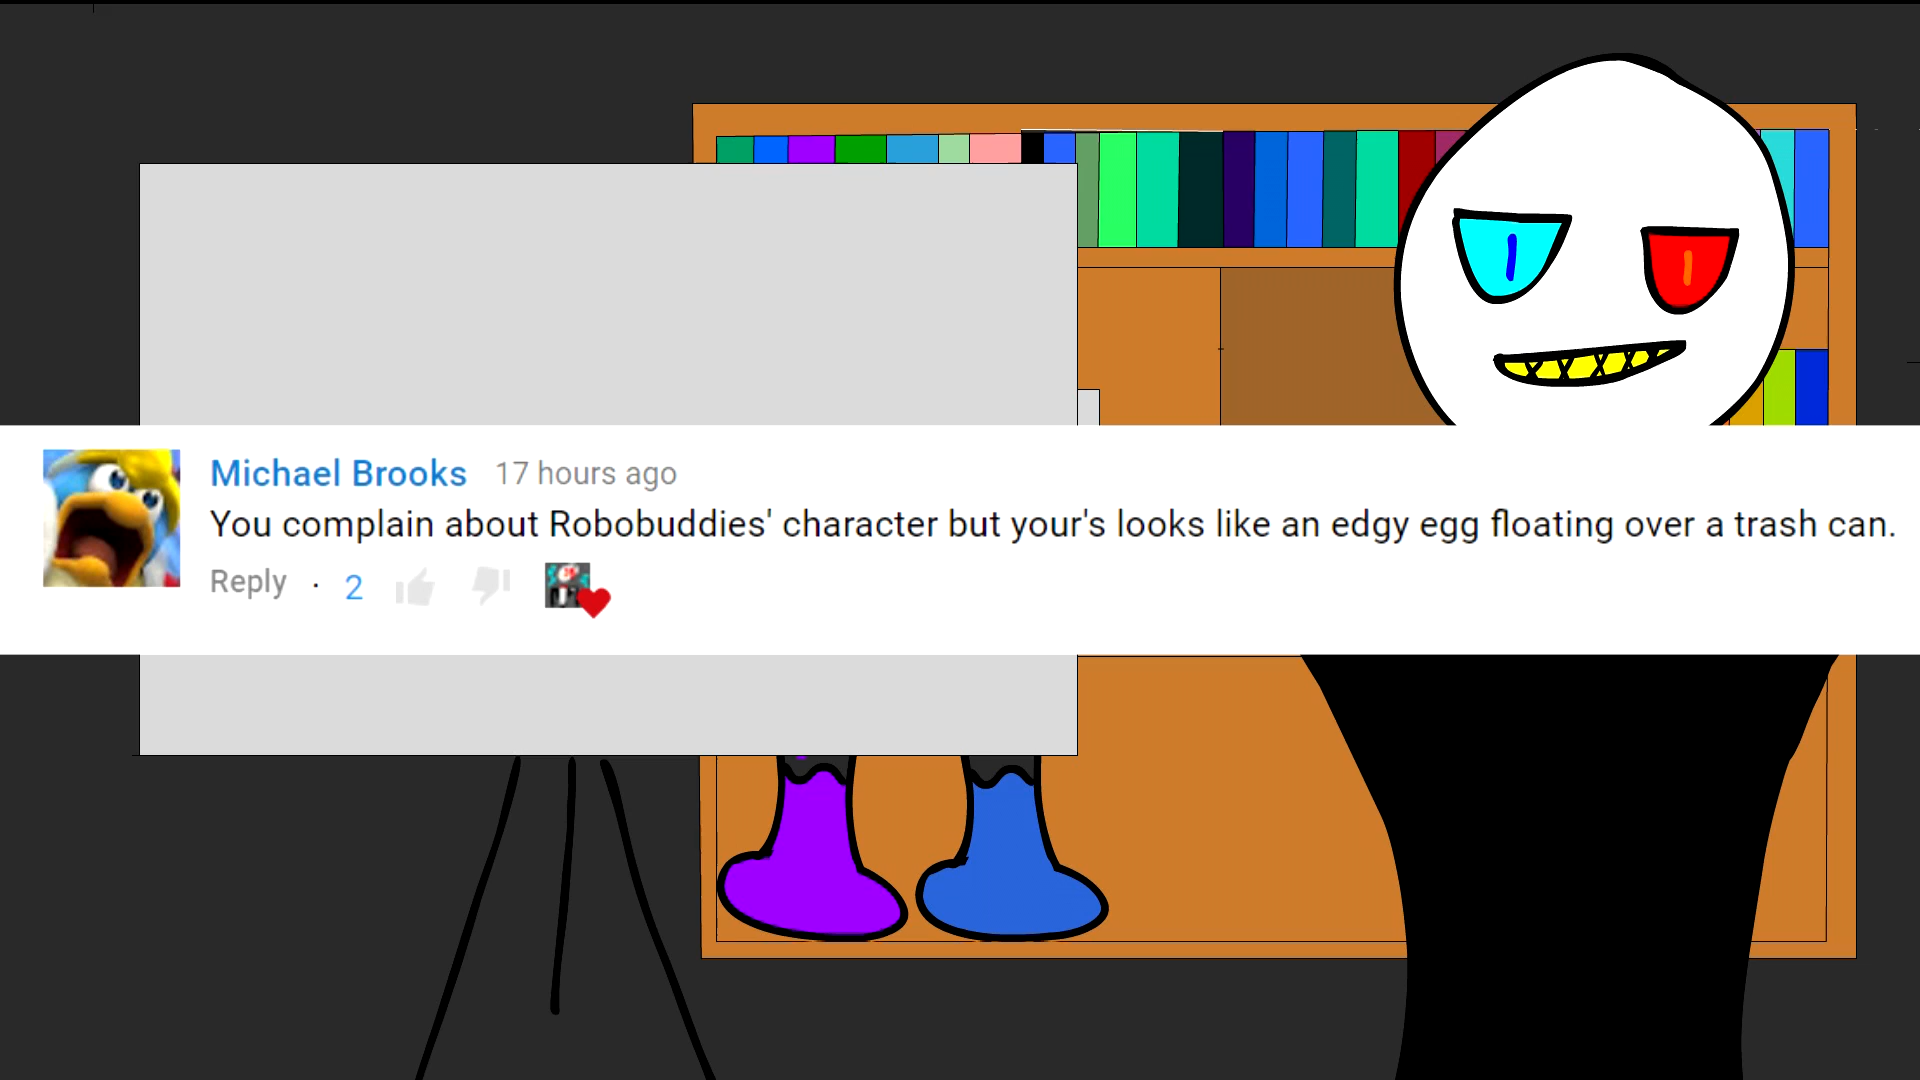 Michael Brooks 17 hours ago
You complain about Robobuddies' character but your's looks like an edgy egg floating over a trash can.
Reply · 2